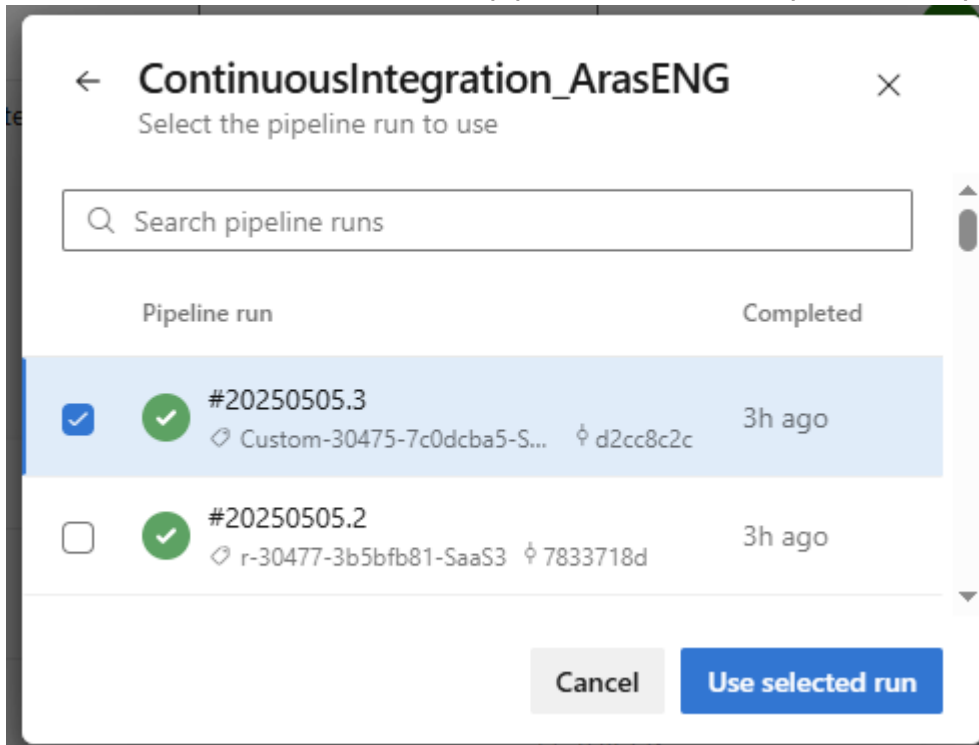 ContinuousIntegration_ArasENG
Select the pipeline run to use
Search pipeline runs
Pipeline run Completed
#20250505.3
Custom-30475-7c0dcba5-S... d2cc8c2c
3h ago
#20250505.2
r-30477-3b5bfb81-SaaS3 7833718d
3h ago
Cancel Use selected run